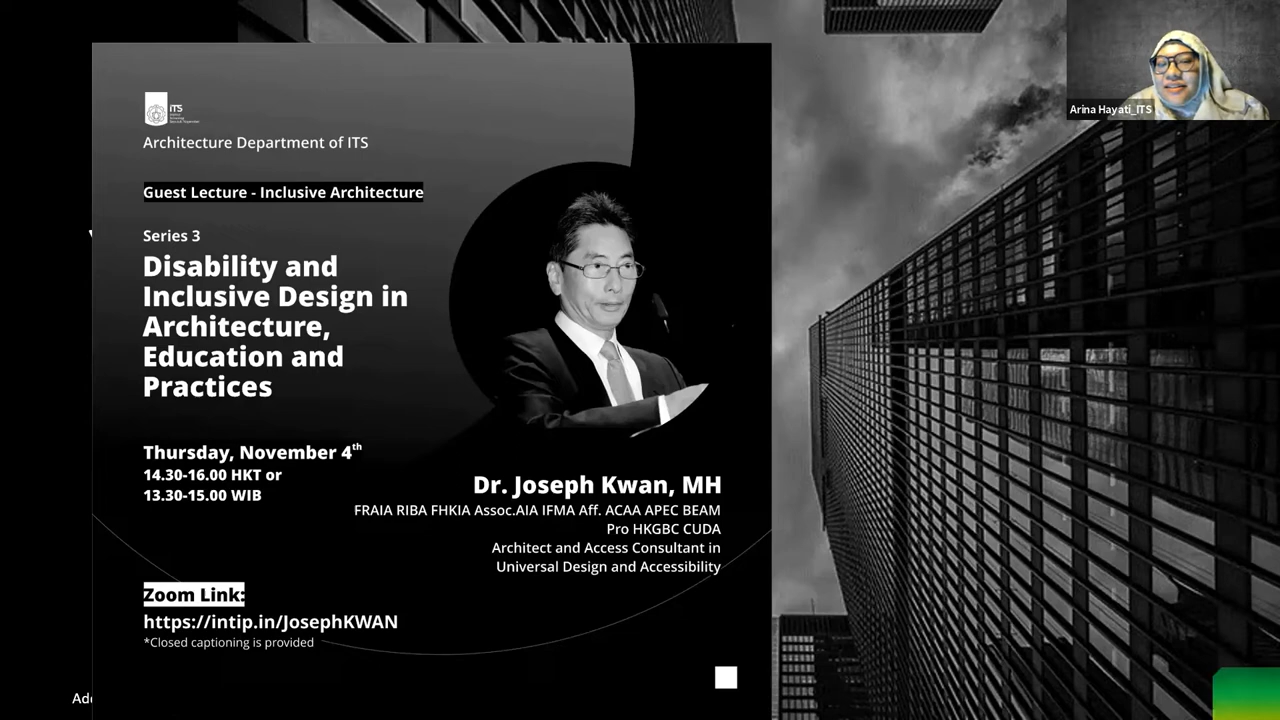 ITS
Architecture Department of ITS
Guest Lecture - Inclusive Architecture
Series 3
Disability and
Inclusive Design in
Architecture,
Education and
Practices
Thursday, November 4th
14.30-16.00 HKT or
13.30-15.00 WIB
Dr. Joseph Kwan, MH
FRAIA RIBA FHKIA Assoc.AIA IFMA Aff. ACAA APEC BEAM
Pro HKGBC CUDA
Architect and Access Consultant in
Universal Design and Accessibility
Zoom Link:
https://intip.in/JosephKWAN
*Closed captioning is provided
Arina Hayati_ITS